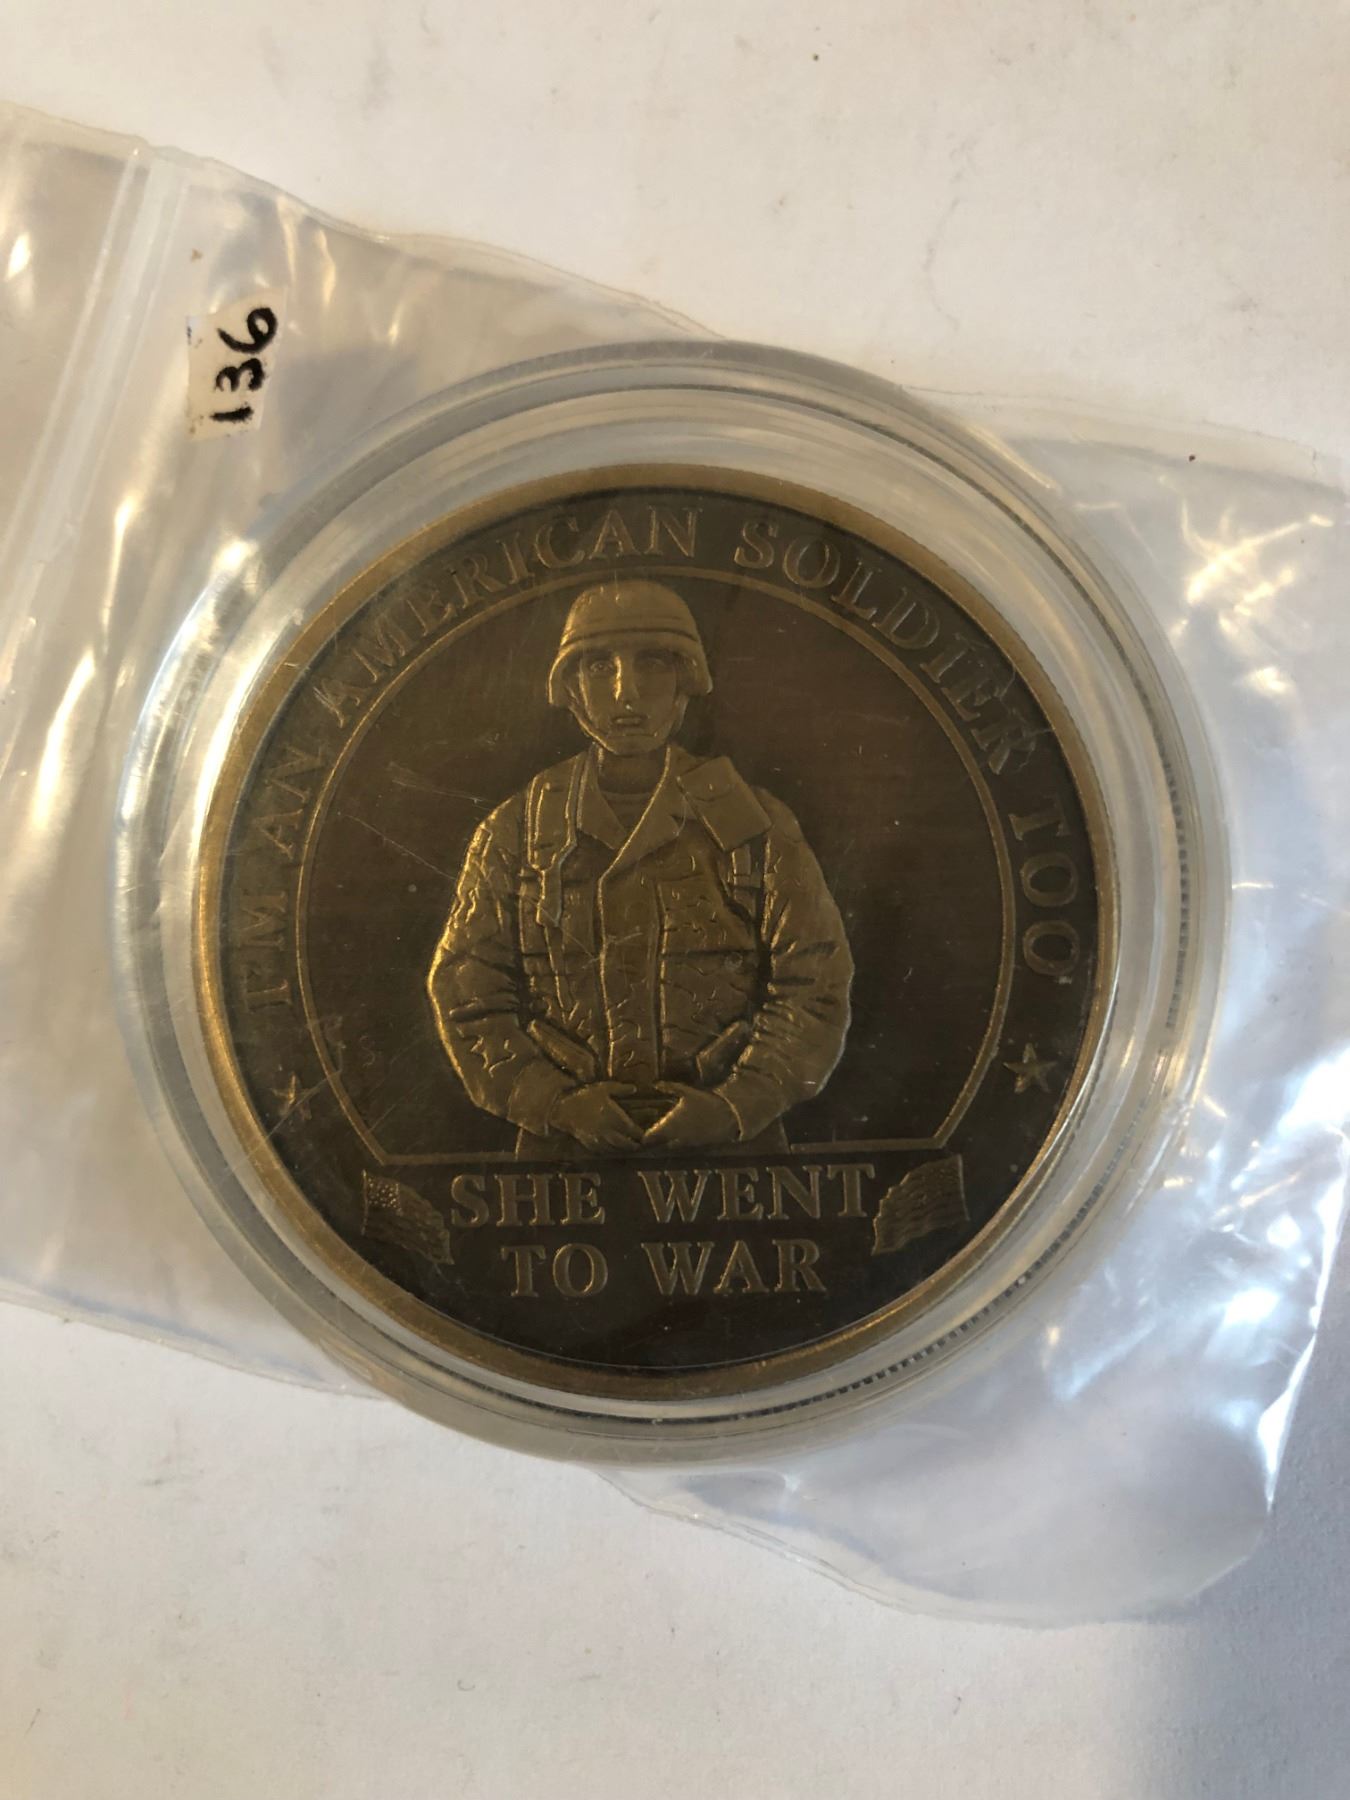 136
I'M AN AMERICAN SOLDIER TOO
SHE WENT
TO WAR